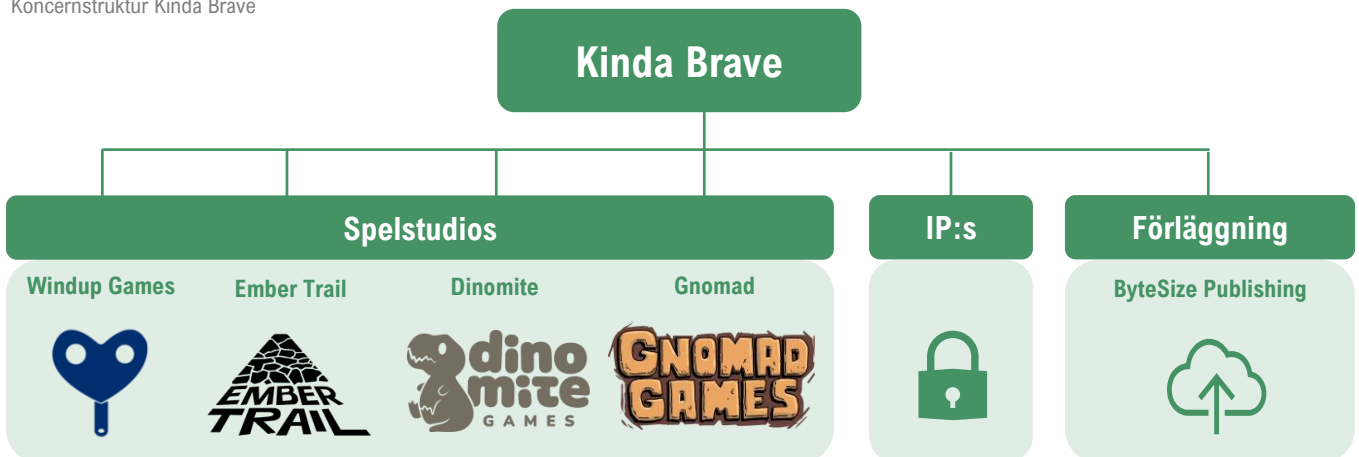 Koncernstruktur Kinda Brave
Kinda Brave
Spelstudios
IP:s
Förläggning
Windup Games
Ember Trail
Dinomite
Gnomad
ByteSize Publishing
EMBER
TRAIL
dino
mite
GAMES
GNOMAD
GAMES